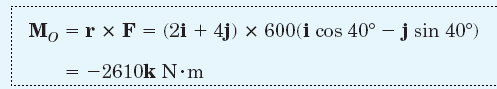 M_O = r × F = (2i + 4j) × 600(i cos 40° − j sin 40°)
= −2610k N·m